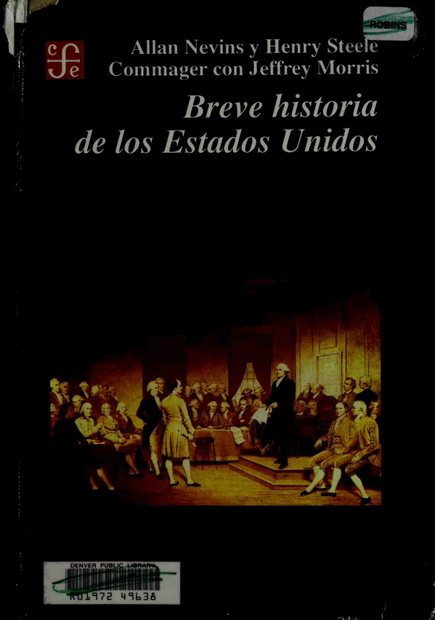 ROBINS
cfe
Allan Nevins y Henry Steele
Commager con Jeffrey Morris
Breve historia
de los Estados Unidos
DENVER PUBLIC LIBRARY
R01972 49638